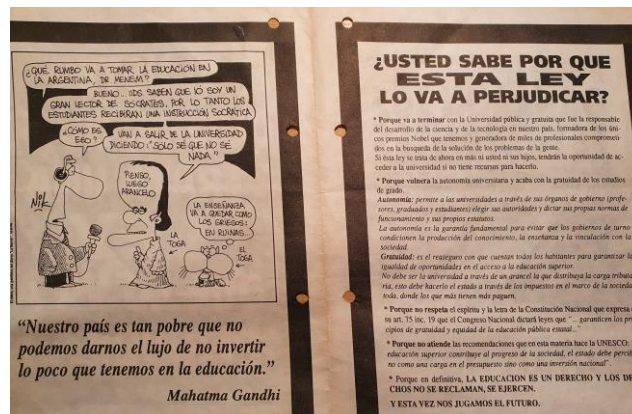 ¿QUÉ RUMBO VA A TOMAR LA EDUCACIÓN EN
LA ARGENTINA, DR MENEM?
BUENO... UDS SABEN QUE IÓ SOY UN
GRAN LECTOR DE SÓCRATES, POR LO TANTO LOS
ESTUDIANTES RECIBIRAN UNA INSTRUCCIÓN SOCRÁTICA
¿CÓMO ES
ESO?
VAN A SALIR DE LA UNIVERSIDAD
DICIENDO: "SÓLO SÉ QUE NO SÉ
NADA"
Nik
PIENSO,
LUEGO
ARANCELO
LA ENSEÑANZA
VA A QUEDAR COMO
LOS GRIEGOS:
EN RUINAS...
LA
TOGA
EL
TOGA
"Nuestro país es tan pobre que no
podemos darnos el lujo de no invertir
lo poco que tenemos en la educación."
Mahatma Gandhi
¿USTED SABE POR QUE
ESTA LEY
LO VA A PERJUDICAR?
* Porque va a terminar con la Universidad pública y gratuita que fue la responsable
del desarrollo de la ciencia y de la tecnología en nuestro país, formadora de los úni-
cos premios Nobel que tenemos y generadora de miles de profesionales comprometi-
dos en la busqueda de la solución de los problemas de la gente.
Si ésta ley se trata de ahora en más ni usted ni sus hijos, tendrán la oportunidad de ac-
ceder a la universidad si no tiene recursos para hacerlo.
* Porque vulnera la autonomía universitaria y acaba con la gratuidad de los estudios
de grado.
Autonomía: permite a las universidades a través de sus órganos de gobierno (profe-
sores, graduados y estudiantes) elegir sus autoridades y dictar sus propias normas de
funcionamiento y sus propios estatutos.
La autonomía es la garantía fundamental para evitar que los gobiernos de turno
condicionen la producción del conocimiento, la enseñanza y la vinculación con la
sociedad.
Gratuidad: es el reaseguro con que cuentan todos los habitantes para garantizar la
igualdad de oportunidades en el acceso a la educación superior.
No debe ser la universidad a través de un arancel la que distribuya la carga tributa-
ria, esto debe hacerlo el estado a través de los impuestos en el marco de la sociedad
toda, donde los que más tienen más paguen.
* Porque no respeta el espíritu y la letra de la Constitución Nacional que expresa
su art. 75 inc. 19 que el Congreso Nacional dictará leyes que "... garanticen los prin
cipios de gratuidad y equidad de la educación pública estatal..."
* Porque no atiende las recomendaciones que en esta materia hace la UNESCO:
educación superior contribuye al progreso de la sociedad, el estado debe percib
no como una carga en el presupuesto sino como una inversión nacional".
* Porque en definitiva, LA EDUCACION ES UN DERECHO Y LOS DE
CHOS NO SE RECLAMAN, SE EJERCEN.
Y ESTA VEZ NOS JUGAMOS EL FUTURO.